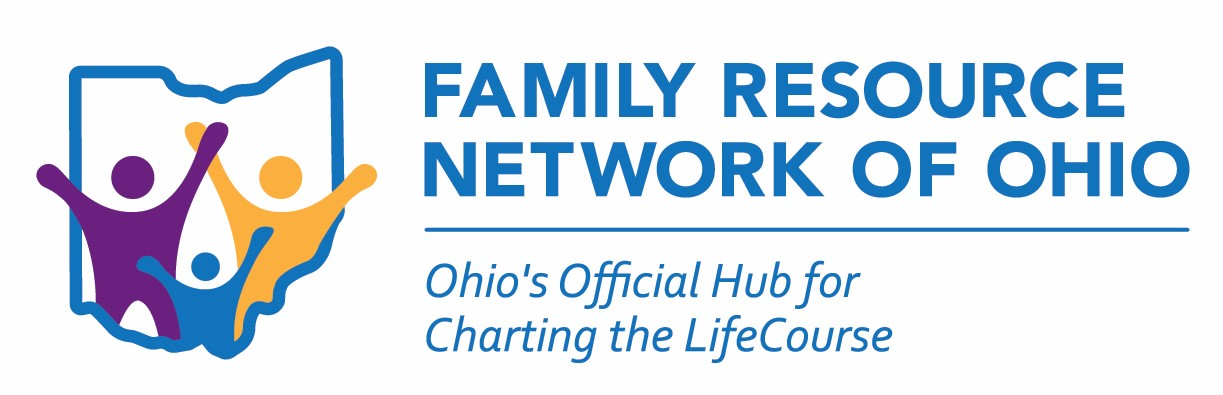 FAMILY RESOURCE
NETWORK OF OHIO
Ohio's Official Hub for
Charting the LifeCourse